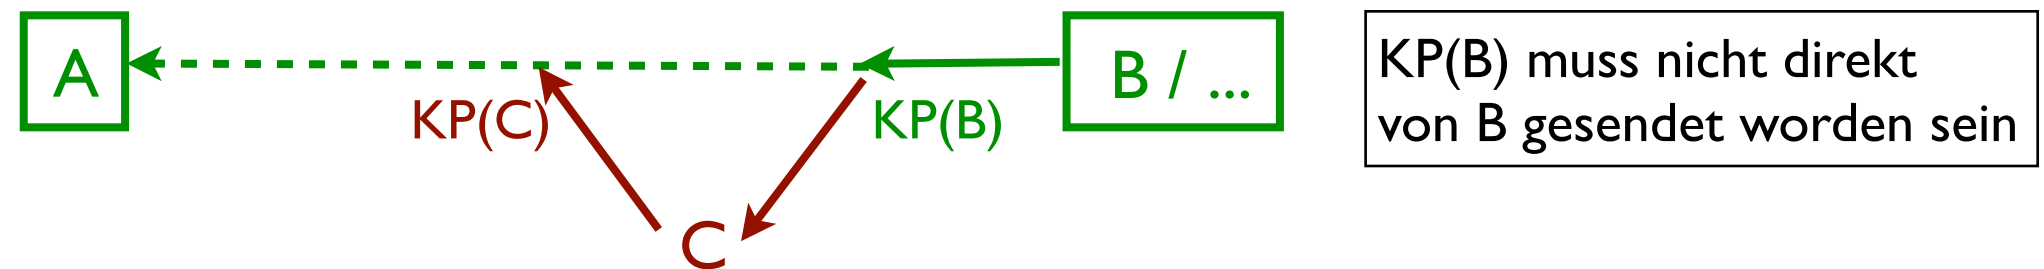 A
B / ...
KP(C)
KP(B)
C
KP(B) muss nicht direkt
von B gesendet worden sein